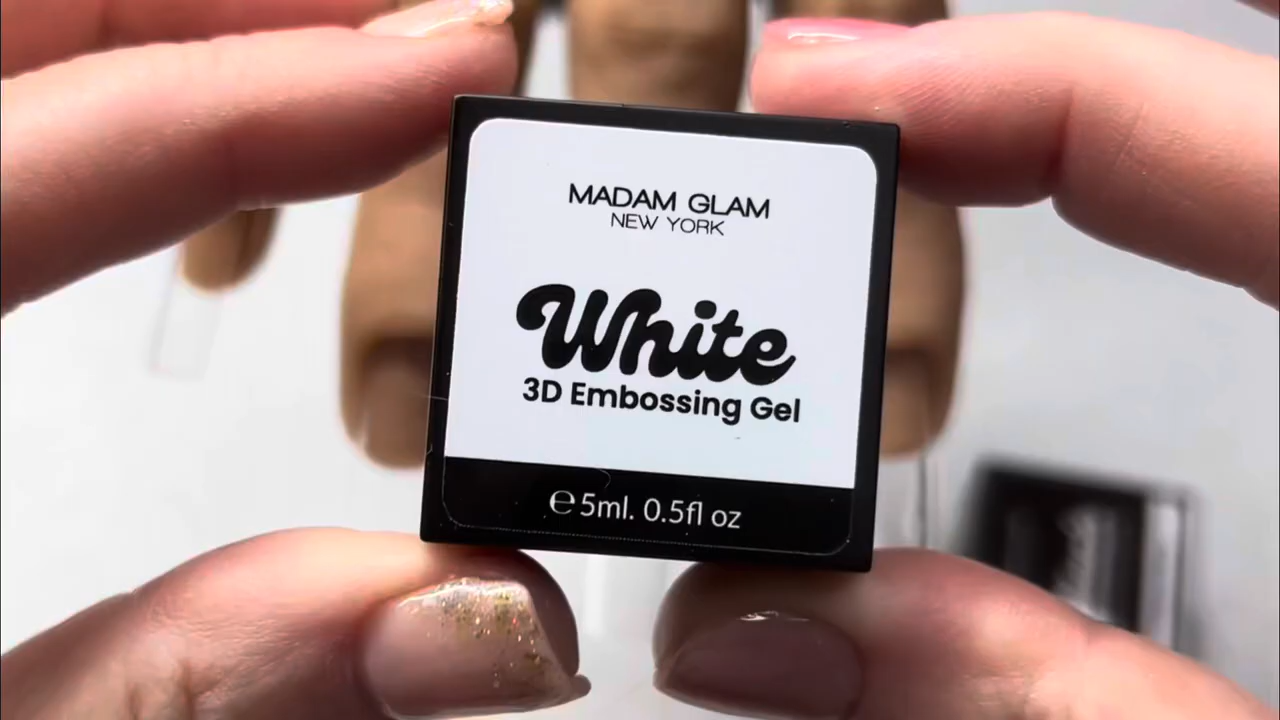 MADAM GLAM
NEW YORK
White
3D Embossing Gel
℮5ml. 0.5fl oz